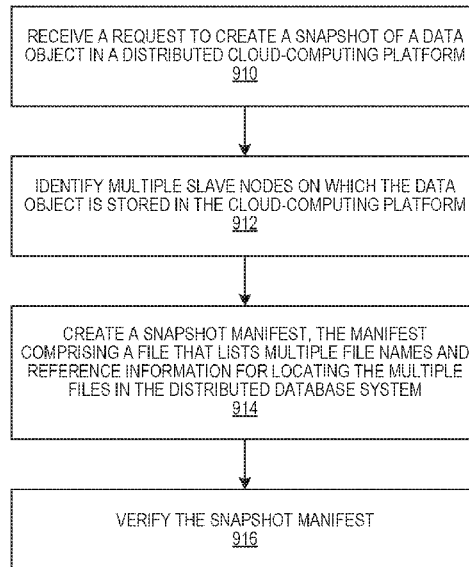 RECEIVE A REQUEST TO CREATE A SNAPSHOT OF A DATA
OBJECT IN A DISTRIBUTED CLOUD-COMPUTING PLATFORM
910
IDENTIFY MULTIPLE SLAVE NODES ON WHICH THE DATA
OBJECT IS STORED IN THE CLOUD-COMPUTING PLATFORM
912
CREATE A SNAPSHOT MANIFEST, THE MANIFEST
COMPRISING A FILE THAT LISTS MULTIPLE FILE NAMES AND
REFERENCE INFORMATION FOR LOCATING THE MULTIPLE
FILES IN THE DISTRIBUTED DATABASE SYSTEM
914
VERIFY THE SNAPSHOT MANIFEST
916